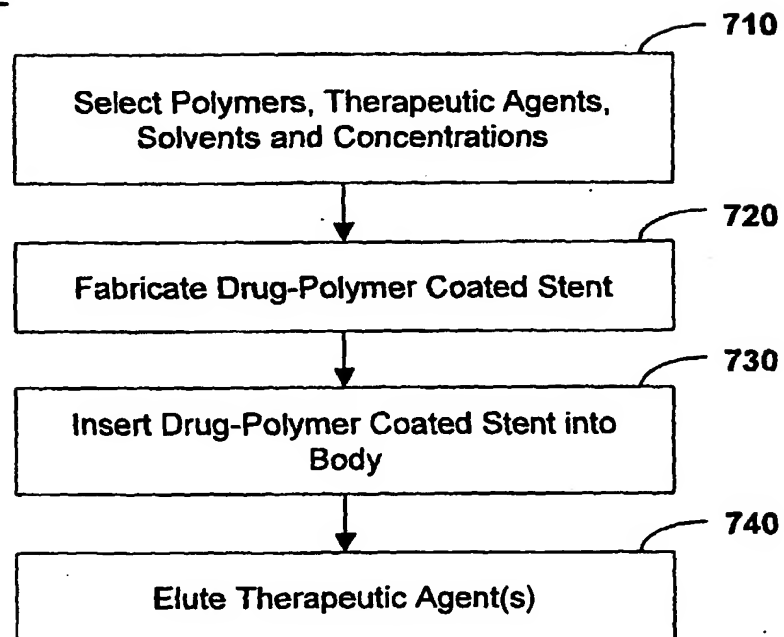 710
Select Polymers, Therapeutic Agents,
Solvents and Concentrations
720
Fabricate Drug-Polymer Coated Stent
730
Insert Drug-Polymer Coated Stent into
Body
740
Elute Therapeutic Agent(s)